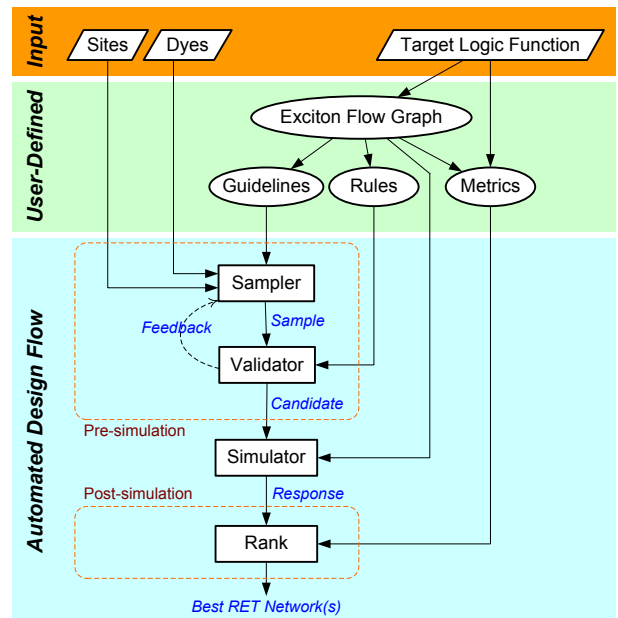 Input
Sites
Dyes
Target Logic Function
User-Defined
Exciton Flow Graph
Guidelines
Rules
Metrics
Automated Design Flow
Sampler
Feedback
Sample
Validator
Candidate
Pre-simulation
Simulator
Post-simulation
Response
Rank
Best RET Network(s)